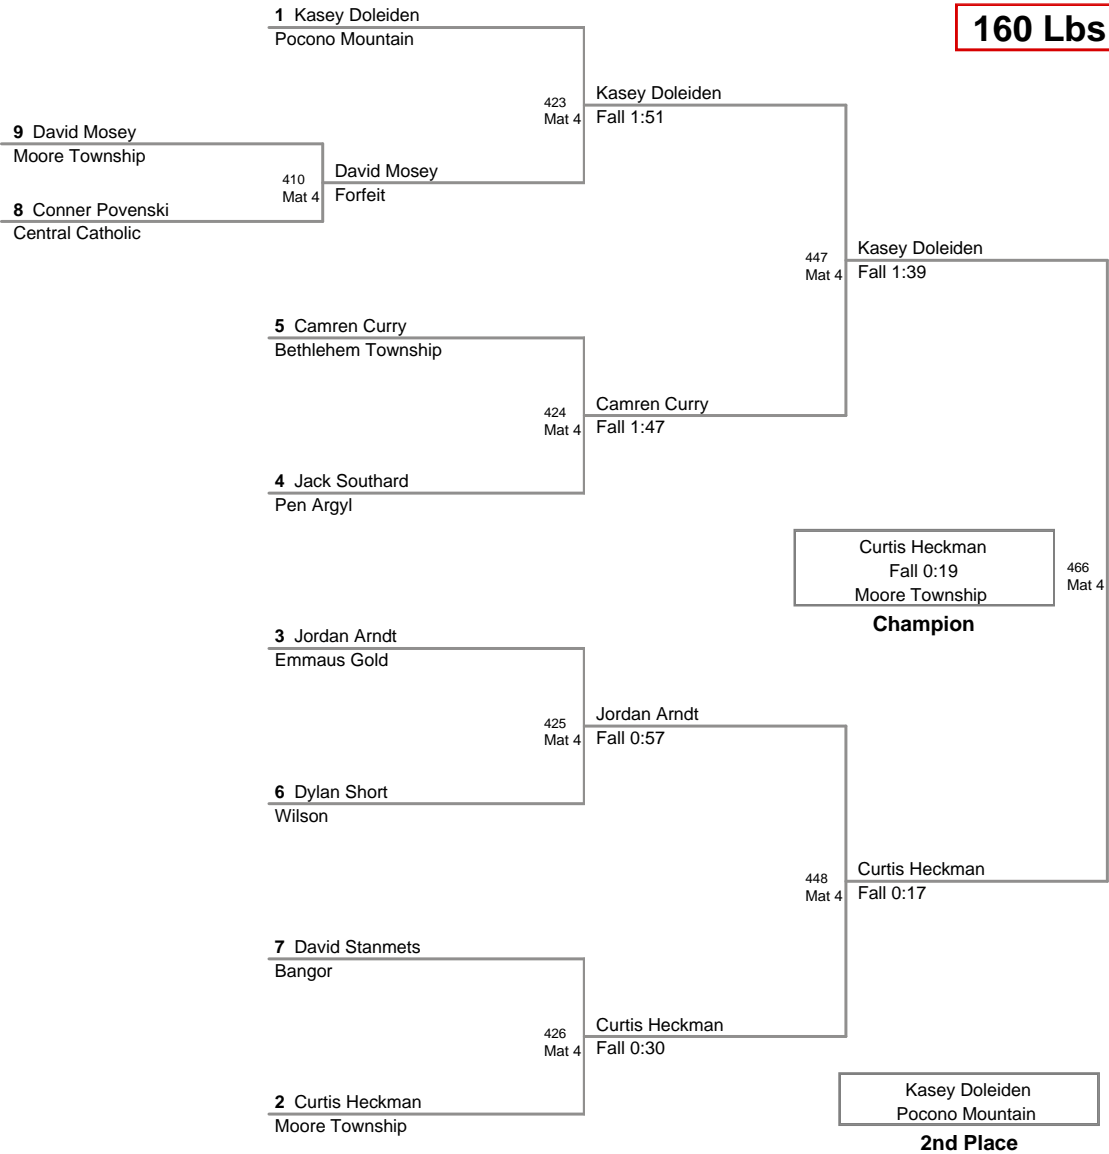 160 Lbs
1 Kasey Doleiden
Pocono Mountain
423
Mat 4
Kasey Doleiden
Fall 1:51
9 David Mosey
Moore Township
410
Mat 4
David Mosey
Forfeit
8 Conner Povenski
Central Catholic
447
Mat 4
Kasey Doleiden
Fall 1:39
5 Camren Curry
Bethlehem Township
424
Mat 4
Camren Curry
Fall 1:47
4 Jack Southard
Pen Argyl
Curtis Heckman
Fall 0:19
Moore Township
Champion
466
Mat 4
3 Jordan Arndt
Emmaus Gold
425
Mat 4
Jordan Arndt
Fall 0:57
6 Dylan Short
Wilson
448
Mat 4
Curtis Heckman
Fall 0:17
7 David Stanmets
Bangor
426
Mat 4
Curtis Heckman
Fall 0:30
2 Curtis Heckman
Moore Township
Kasey Doleiden
Pocono Mountain
2nd Place